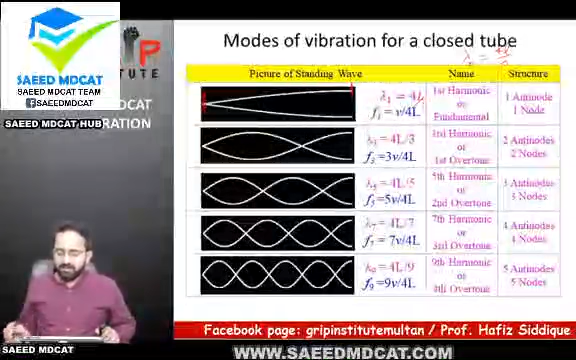 SAEED MDCAT
SAEED MDCAT TEAM
/SAEEDMDCAT
SAEED MDCAT HUB
P
TUTE
CAT
RATION
Modes of vibration for a closed tube
Picture of Standing Wave
Name
Structure
λ1 = 4L
f1 = v/4L
1st Harmonic
or
Fundamental
1 Antinode
1 Node
λ3 = 4L/3
f3 = 3v/4L
3rd Harmonic
or
1st Overtone
2 Antinodes
2 Nodes
λ5 = 4L/5
f5 = 5v/4L
5th Harmonic
or
2nd Overtone
3 Antinodes
3 Nodes
λ7 = 4L/7
f7 = 7v/4L
7th Harmonic
or
3rd Overtone
4 Antinodes
4 Nodes
λ9 = 4L/9
f9 = 9v/4L
9th Harmonic
or
4th Overtone
5 Antinodes
5 Nodes
Facebook page: gripinstitutemultan / Prof. Hafiz Siddique
SAEED MDCAT
WWW.SAEEDMDCAT.COM